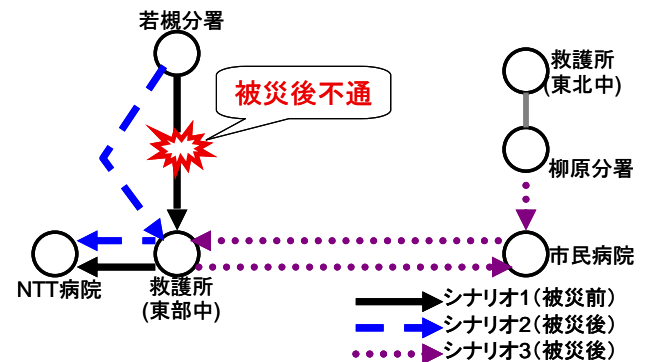 若槻分署
被災後不通
救護所
(東北中)
柳原分署
市民病院
NTT病院
救護所
(東部中)
シナリオ1(被災前)
シナリオ2(被災後)
シナリオ3(被災後)